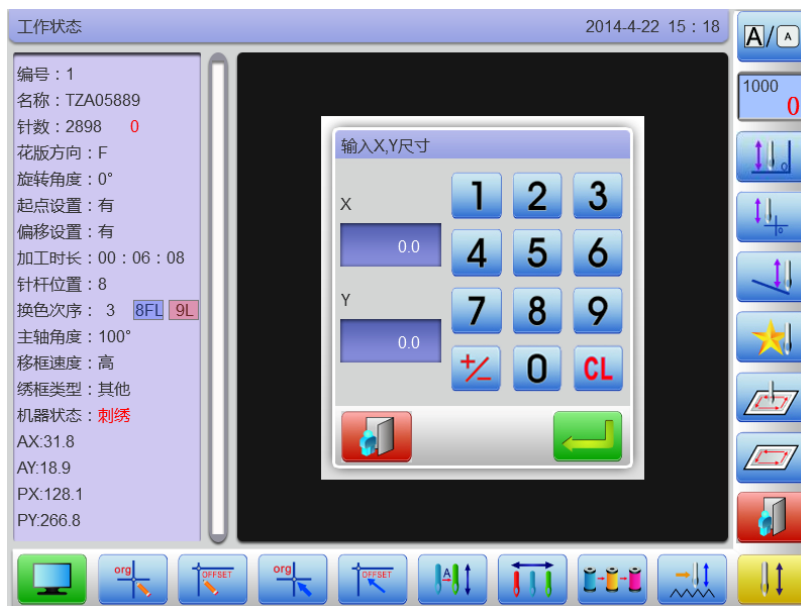 工作状态
2014-4-22 15：18
编号：1
名称：TZA05889
针数：2898 0
花版方向：F
旋转角度：0°
起点设置：有
偏移设置：有
加工时长：00：06：08
针杆位置：8
换色次序： 3 8FL 9L
主轴角度：100°
移框速度：高
绣框类型：其他
机器状态：刺绣
AX:31.8
AY:18.9
PX:128.1
PY:266.8
输入X,Y尺寸
X
0.0
Y
0.0
1 2 3
4 5 6
7 8 9
+/- 0 CL
A/A
1000
0
org
OFFSET
org
OFFSET
A